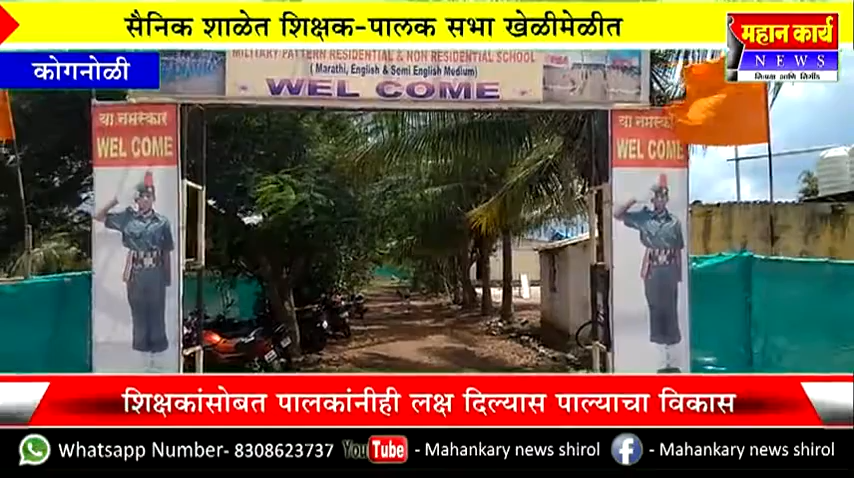 सैनिक शाळेत शिक्षक-पालक सभा खेळीमेळीत
महान कार्य
NEWS
निःपक्ष आणि निर्भिड
कोगनोळी
MILITARY PATTERN RESIDENTIAL & NON RESIDENTIAL SCHOOL
(Marathi, English & Semi English Medium)
WEL COME
या नमस्कार
WEL COME
या नमस्कार
WEL COME
शिक्षकांसोबत पालकांनीही लक्ष दिल्यास पाल्याचा विकास
Whatsapp Number- 8308623737 YouTube - Mahankary news shirol - Mahankary news shirol